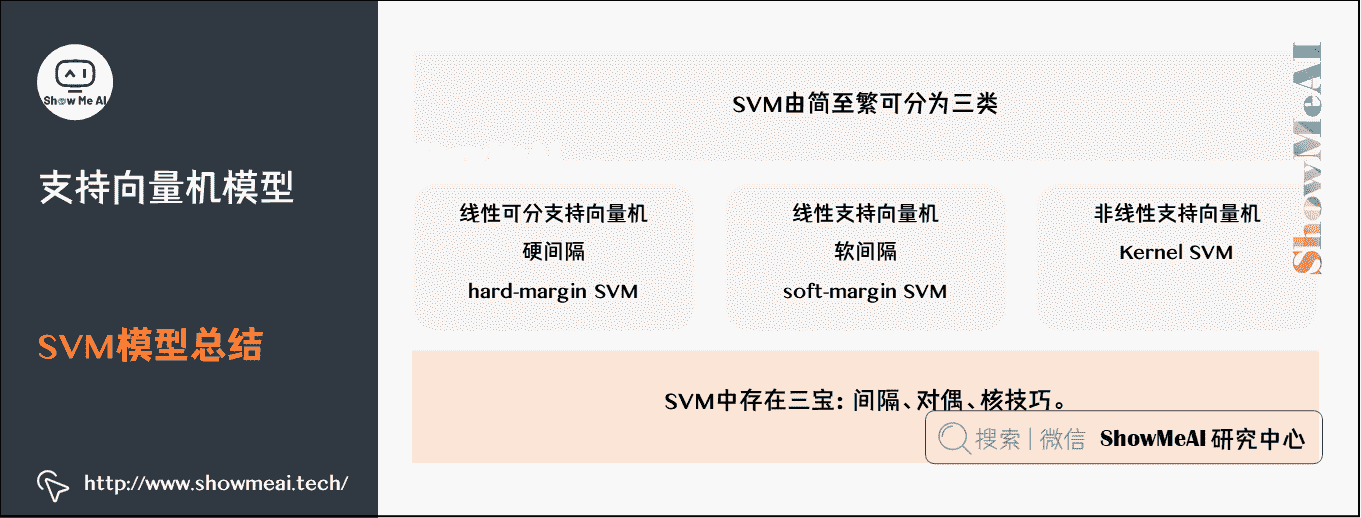 Show Me AI
支持向量机模型
SVM模型总结
http://www.showmeai.tech/
SVM由简至繁可分为三类
线性可分支持向量机
硬间隔
hard-margin SVM
线性支持向量机
软间隔
soft-margin SVM
非线性支持向量机
Kernel SVM
SVM中存在三宝：间隔、对偶、核技巧。
搜索|微信 ShowMeAI 研究中心
ShowMeAI